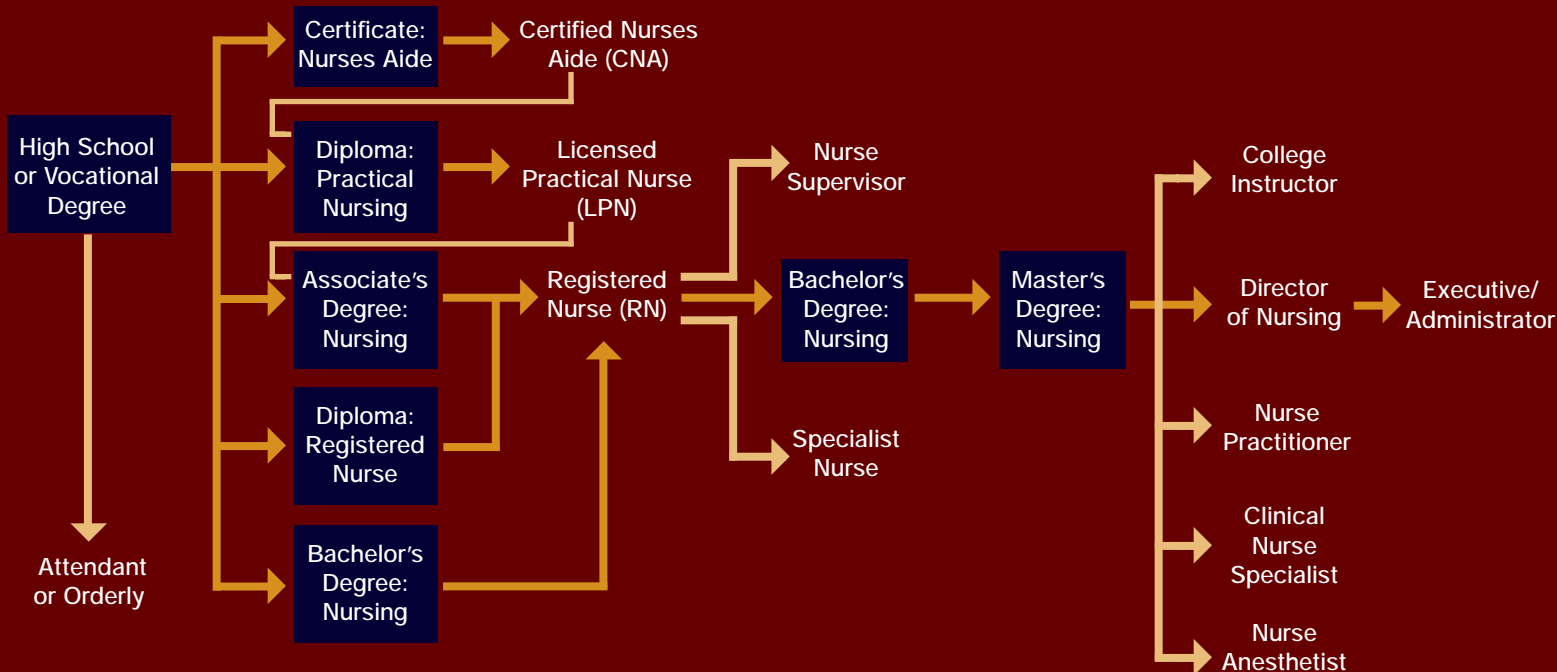 Certificate:
Nurses Aide
Certified Nurses
Aide (CNA)
High School
or Vocational
Degree
Diploma:
Practical
Nursing
Licensed
Practical Nurse
(LPN)
Nurse
Supervisor
College
Instructor
Associate's
Degree:
Nursing
Registered
Nurse (RN)
Bachelor's
Degree:
Nursing
Master's
Degree:
Nursing
Director
of Nursing
Executive/
Administrator
Diploma:
Registered
Nurse
Specialist
Nurse
Nurse
Practitioner
Attendant
or Orderly
Bachelor's
Degree:
Nursing
Clinical
Nurse
Specialist
Nurse
Anesthetist